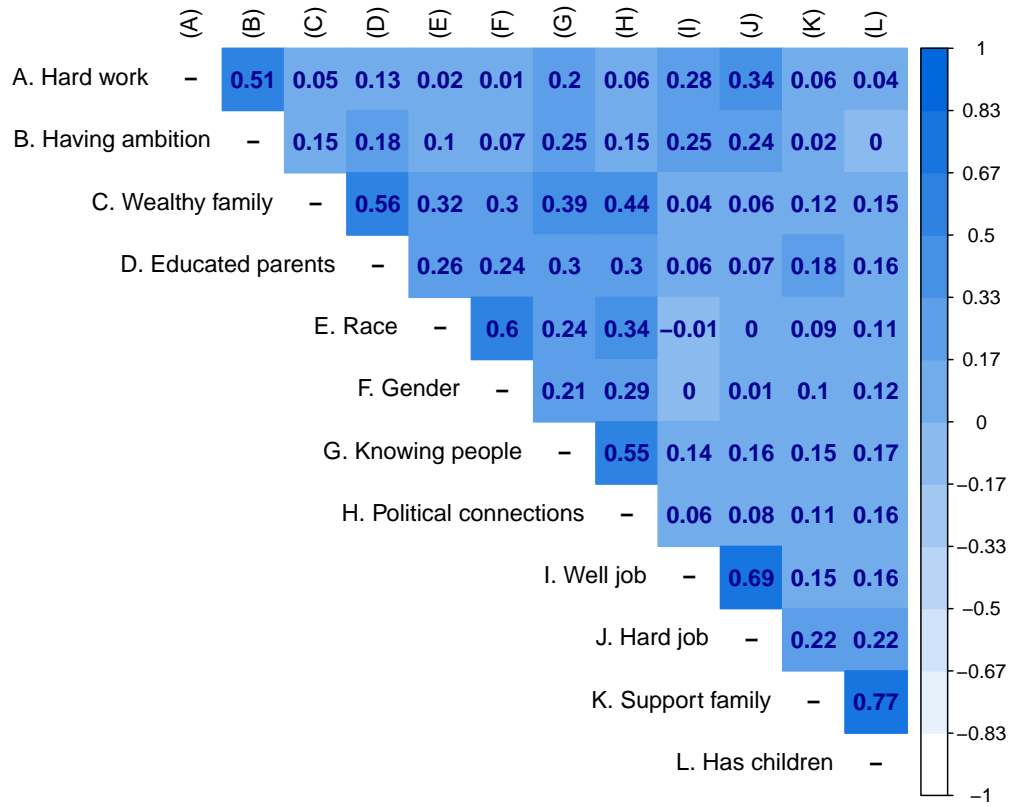 (A) (B) (C) (D) (E) (F) (G) (H) (I) (J) (K) (L)
A. Hard work – 0.51 0.05 0.13 0.02 0.01 0.2 0.06 0.28 0.34 0.06 0.04
B. Having ambition – 0.15 0.18 0.1 0.07 0.25 0.15 0.25 0.24 0.02 0
C. Wealthy family – 0.56 0.32 0.3 0.39 0.44 0.04 0.06 0.12 0.15
D. Educated parents – 0.26 0.24 0.3 0.3 0.06 0.07 0.18 0.16
E. Race – 0.6 0.24 0.34 −0.01 0 0.09 0.11
F. Gender – 0.21 0.29 0 0.01 0.1 0.12
G. Knowing people – 0.55 0.14 0.16 0.15 0.17
H. Political connections – 0.06 0.08 0.11 0.16
I. Well job – 0.69 0.15 0.16
J. Hard job – 0.22 0.22
K. Support family – 0.77
L. Has children –
1
0.83
0.67
0.5
0.33
0.17
0
−0.17
−0.33
−0.5
−0.67
−0.83
−1